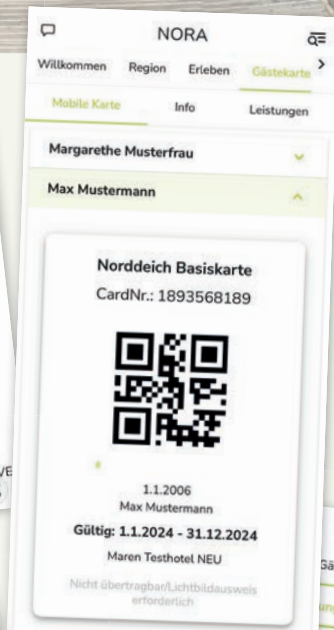 NORA
Willkommen Region Erleben Gästekarte
Mobile Karte Info Leistungen
Margarethe Musterfrau
Max Mustermann
Norddeich Basiskarte
CardNr.: 1893568189
1.1.2006
Max Mustermann
Gültig: 1.1.2024 - 31.12.2024
Maren Testhotel NEU
Nicht übertragbar/Lichtbildausweis
erforderlich